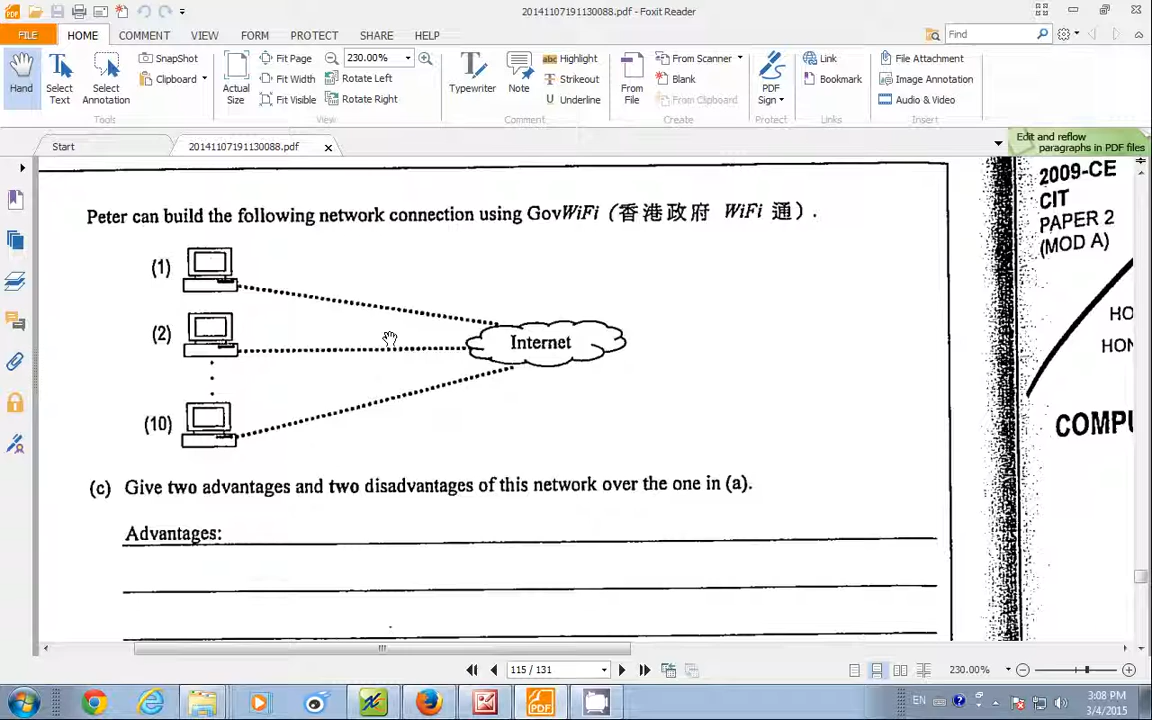 20141107191130088.pdf - Foxit Reader
FILE HOME COMMENT VIEW FORM PROTECT SHARE HELP
Find
SnapShot
Clipboard
Hand
Select Text
Select Annotation
Tools
Actual Size
Fit Page
Fit Width
Fit Visible
230.00%
Rotate Left
Rotate Right
View
Typewriter
Note
Highlight
Strikeout
Underline
Comment
From File
From Scanner
Blank
From Clipboard
Create
PDF Sign
Protect
Link
Bookmark
Links
File Attachment
Image Annotation
Audio & Video
Insert
Start
20141107191130088.pdf
Edit and reflow
paragraphs in PDF files
Peter can build the following network connection using GovWiFi (香港政府 WiFi 通) .
(1)
(2)
(10)
Internet
(c) Give two advantages and two disadvantages of this network over the one in (a).
Advantages:
2009-CE
CIT
PAPER 2
(MOD A)
HO
HON
COMPU
115 / 131
230.00%
EN
3:08 PM
3/4/2015